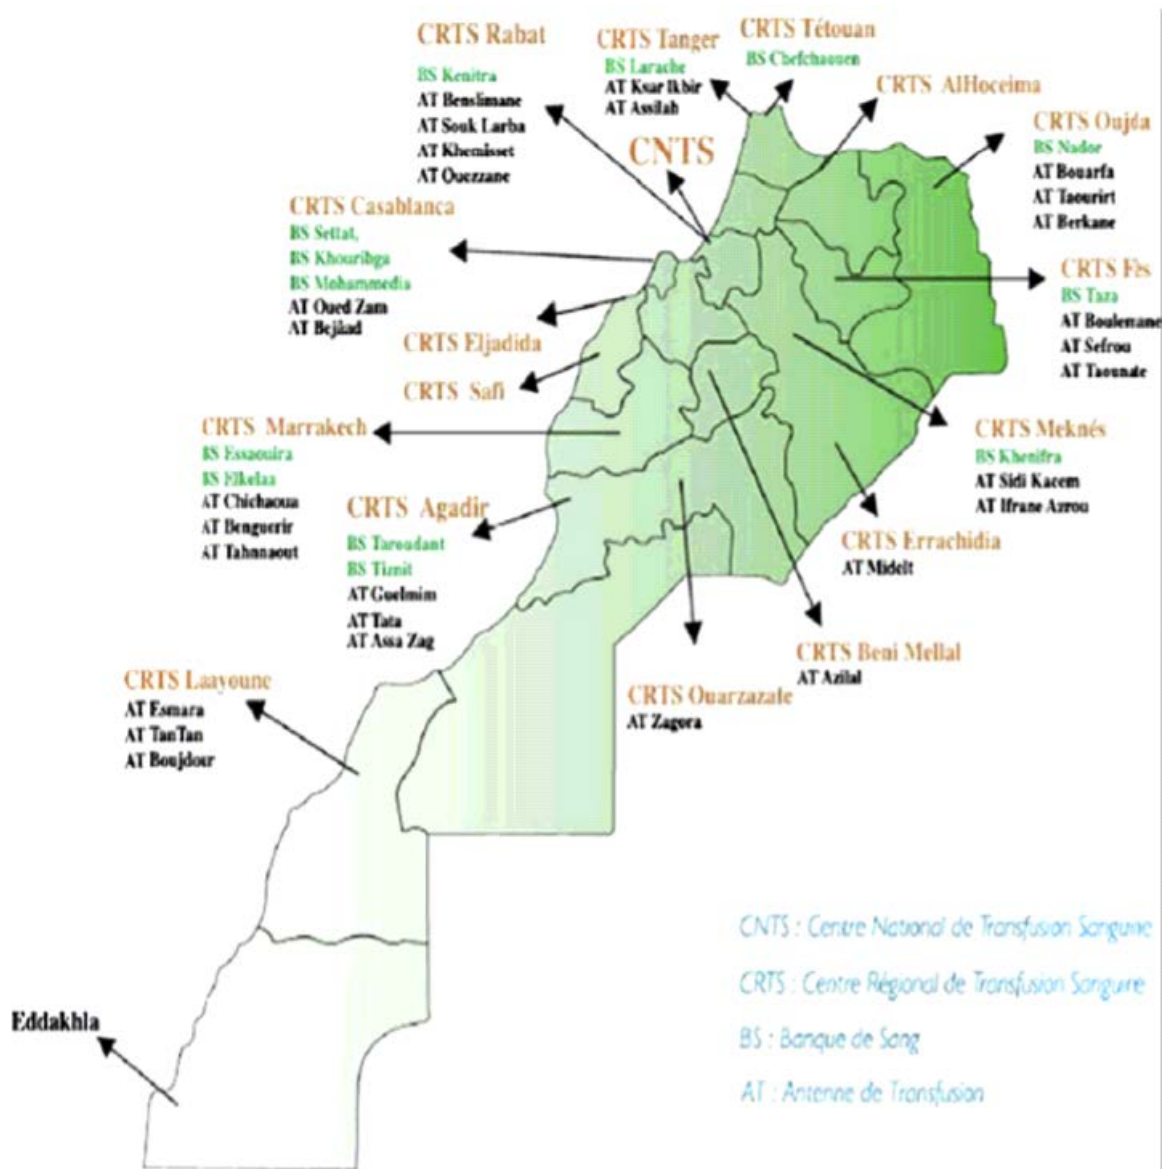 CRTS Rabat
BS Kenitra
AT Benslimane
AT Souk Larba
AT Khemisset
AT Ouezzane
CRTS Tanger
BS Larache
AT Ksar Ikbir
AT Assilah
CRTS Tétouan
BS Chefchaouen
CRTS AlHoceima
CNTS
CRTS Oujda
BS Nador
AT Bouarfa
AT Taourirt
AT Berkane
CRTS Casablanca
BS Settat,
BS Khouribga
BS Mohammedia
AT Oued Zam
AT Bejâad
CRTS Fès
BS Taza
AT Boulemane
AT Sefrou
AT Taounate
CRTS Eljadida
CRTS Safi
CRTS Marrakech
BS Essaouira
BS Elkelaa
AT Chichaoua
AT Benguerir
AT Tahnnaout
CRTS Meknés
BS Khenifra
AT Sidi Kacem
AT Ifrane Azrou
CRTS Agadir
BS Taroudant
BS Tiznit
AT Guelmim
AT Tata
AT Assa Zag
CRTS Errachidia
AT Midelt
CRTS Beni Mellal
AT Azilal
CRTS Ouarzazate
AT Zagora
CRTS Laayoune
AT Esmara
AT TanTan
AT Boujdour
Eddakhla
CNTS : Centre National de Transfusion Sanguine
CRTS : Centre Régional de Transfusion Sanguine
BS : Banque de Sang
AT : Antenne de Transfusion